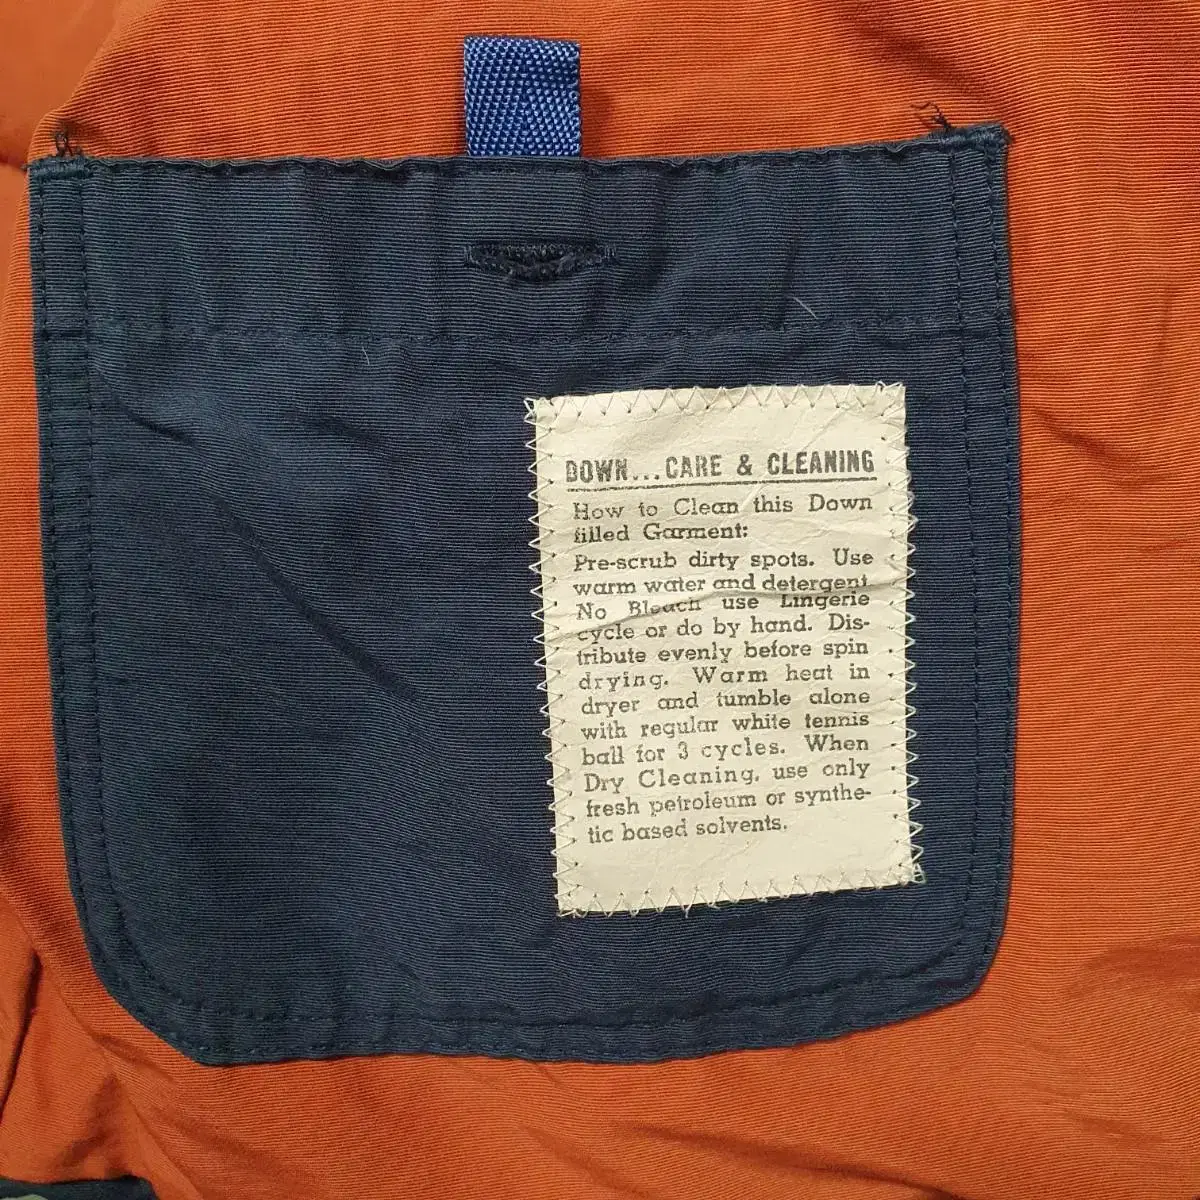 DOWN...CARE & CLEANING
How to Clean this Down
filled Garment:
Pre-scrub dirty spots. Use
warm water and detergent
No Bleach use Lingerie
cycle or do by hand. Dis-
tribute evenly before spin
drying. Warm heat in
dryer and tumble alone
with regular white tennis
ball for 3 cycles. When
Dry Cleaning, use only
fresh petroleum or synthe-
tic based solvents.